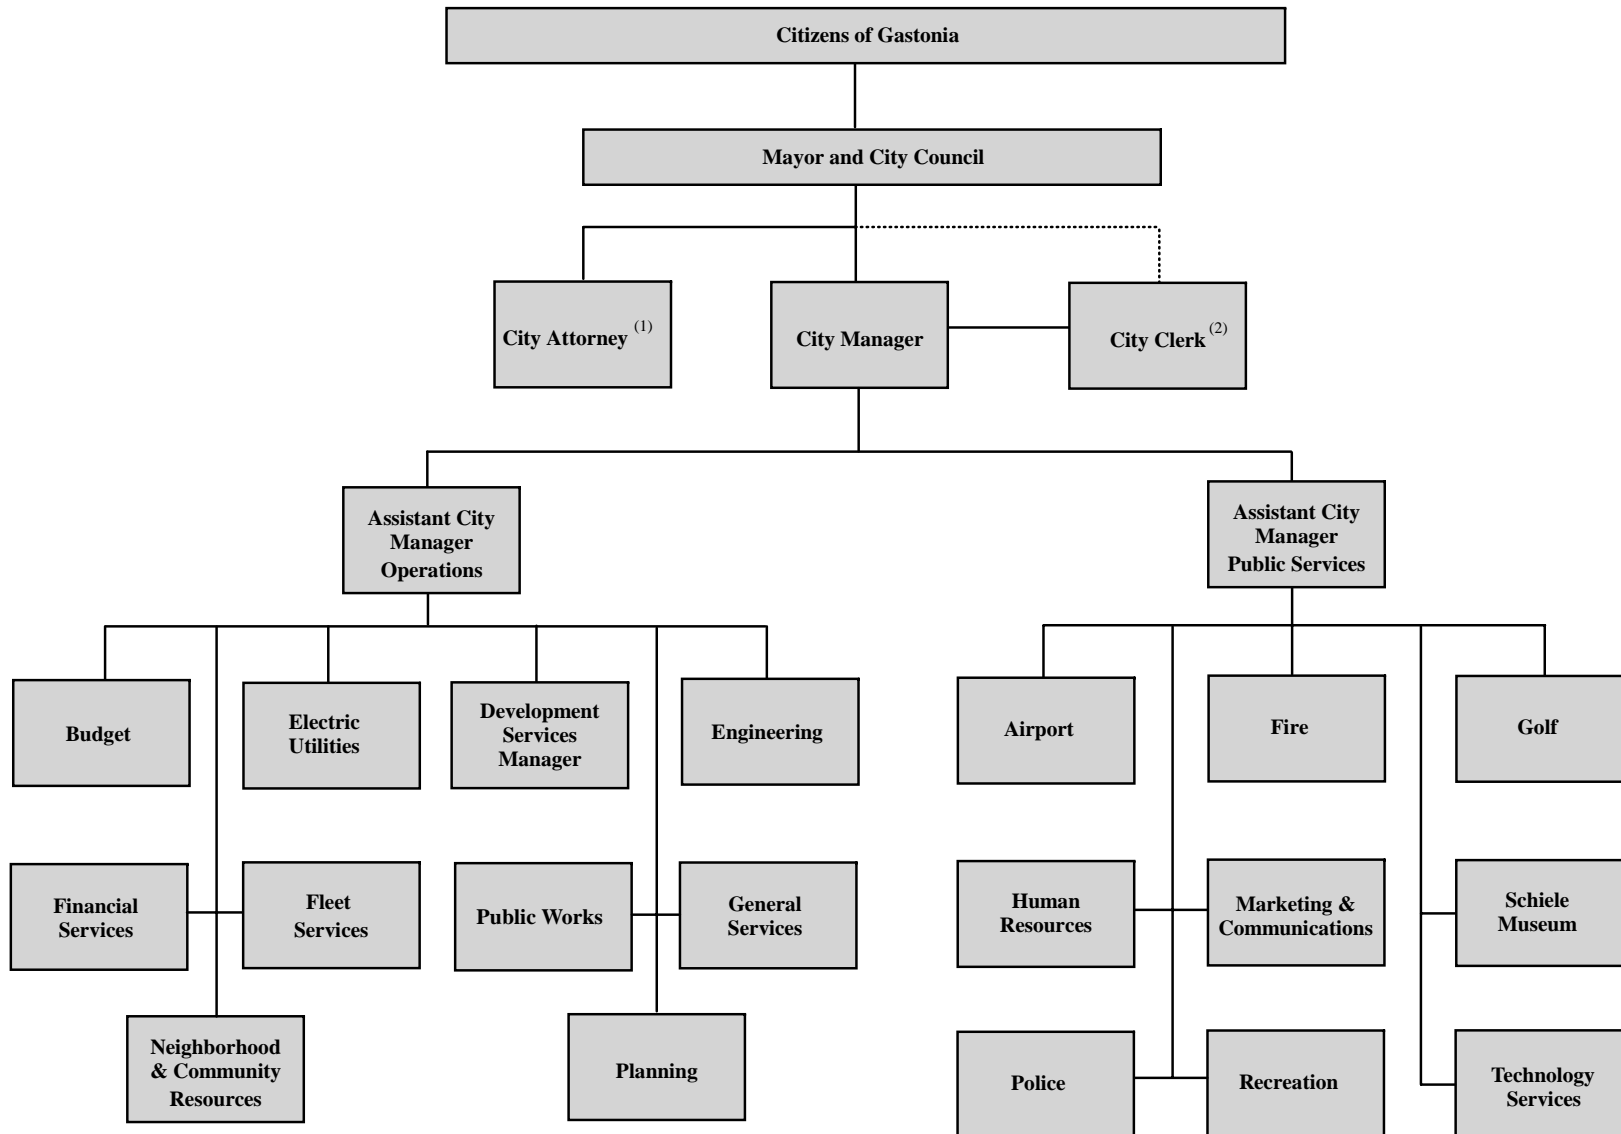 Citizens of Gastonia
Mayor and City Council
City Attorney (1)
City Manager
City Clerk (2)
Assistant City
Manager
Operations
Assistant City
Manager
Public Services
Budget
Electric
Utilities
Development
Services
Manager
Engineering
Airport
Fire
Golf
Financial
Services
Fleet
Services
Public Works
General
Services
Human
Resources
Marketing &
Communications
Schiele
Museum
Neighborhood
& Community
Resources
Planning
Police
Recreation
Technology
Services